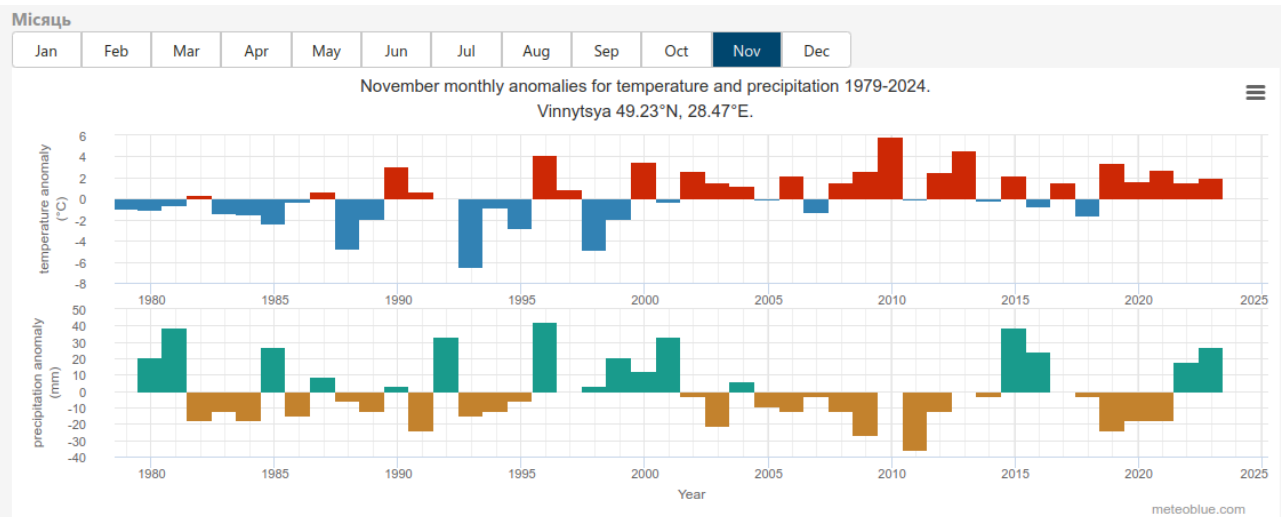 Місяць
Jan Feb Mar Apr May Jun Jul Aug Sep Oct Nov Dec
November monthly anomalies for temperature and precipitation 1979-2024.
Vinnytsya 49.23°N, 28.47°E.
temperature anomaly
(°C)
6
4
2
0
-2
-4
-6
-8
1980 1985 1990 1995 2000 2005 2010 2015 2020 2025
precipitation anomaly
(mm)
50
40
30
20
10
0
-10
-20
-30
-40
1980 1985 1990 1995 2000 2005 2010 2015 2020 2025
Year
meteoblue.com